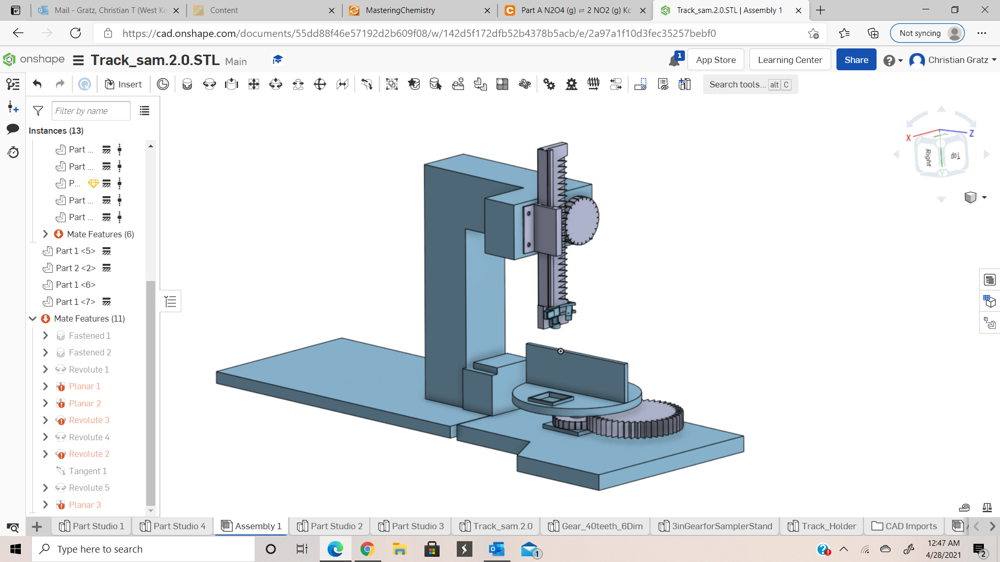 Mail - Gratz, Christian T (West Ke
Content
MasteringChemistry
Part A N2O4 (g) ⇌ 2 NO2 (g) Kc
Track_sam.2.0.STL | Assembly 1
https://cad.onshape.com/documents/55dd88f46e57192d2b609f08/w/142d5f172dfb52b4378b5acb/e/2a97a1f10d3fec35257bebf0
Not syncing
onshape
Track_sam.2.0.STL Main
1
App Store
Learning Center
Share
Christian Gratz
Insert
Search tools... alt C
Filter by name
Instances (13)
Part ...
Part ...
P...
Part ...
Part ...
Mate Features (6)
Part 1 <5>
Part 2 <2>
Part 1 <6>
Part 1 <7>
Mate Features (11)
Fastened 1
Fastened 2
Revolute 1
Planar 1
Planar 2
Revolute 3
Revolute 4
Revolute 2
Tangent 1
Revolute 5
Planar 3
X
Z
Y
Right
Top
Part Studio 1
Part Studio 4
Assembly 1
Part Studio 2
Part Studio 3
Track_sam.2.0
Gear_40teeth_6Dim
3inGearforSamplerStand
Track_Holder
CAD Imports
Type here to search
1
12:47 AM
4/28/2021
2